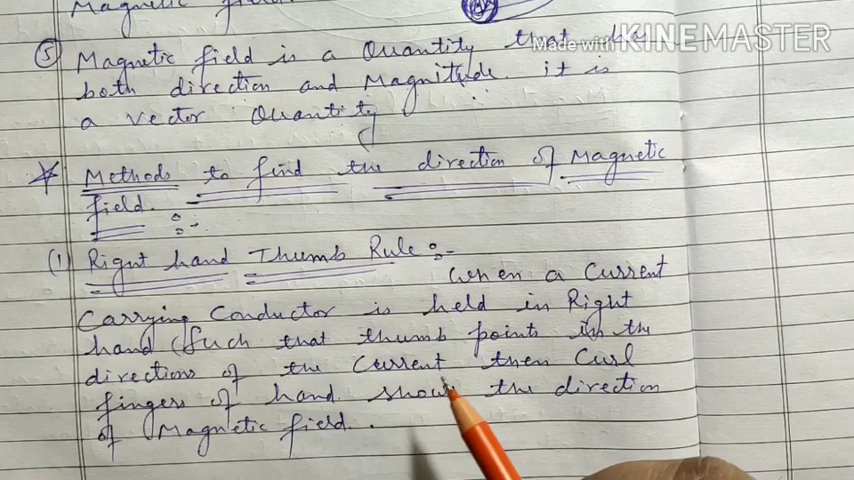 Magnetic field.
(5) Magnetic field is a Quantity that has
both direction and Magnitude. it is
a vector Quantity
Made with KINEMASTER
* Methods to find the direction of Magnetic
field. :-
(1) Right hand Thumb Rule :-
when a Current
Carrying Conductor is held in Right
hand (Such that thumb points in the
directions of the Current then Curl
fingers of hand shows the direction
of Magnetic field.